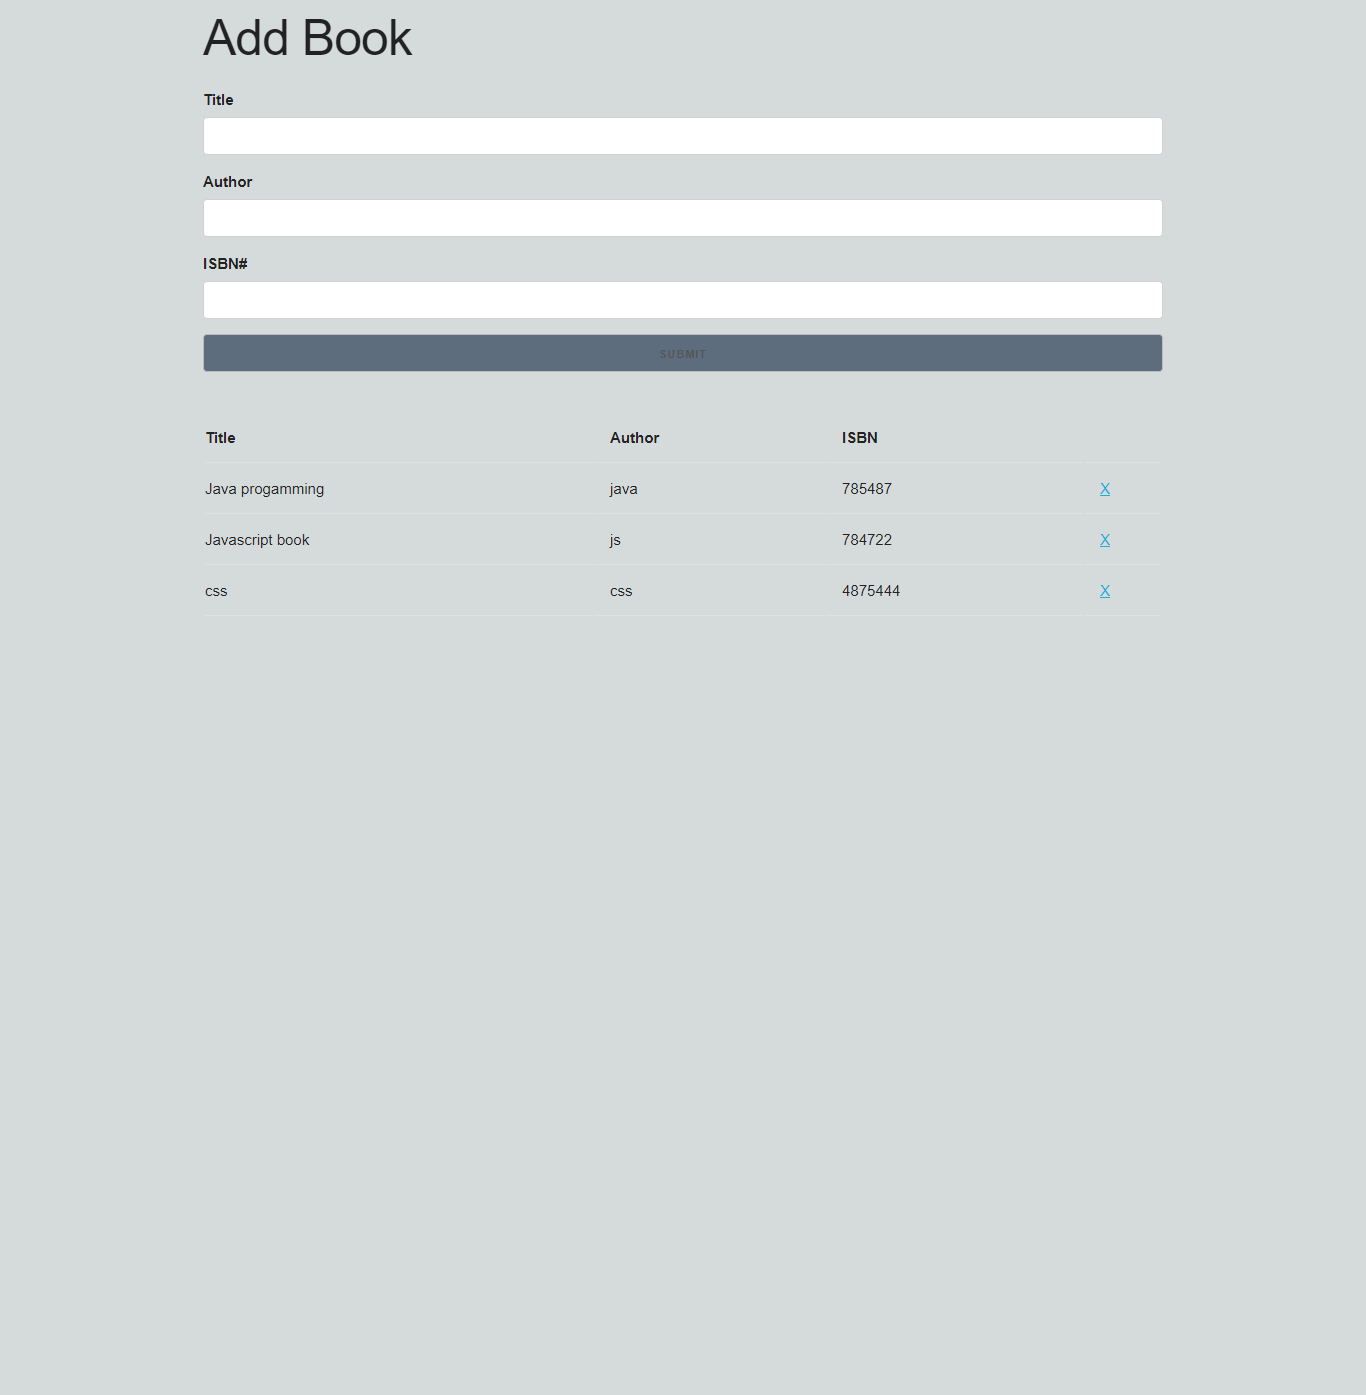 Add Book
Title
Author
ISBN#
SUBMIT
Title Author ISBN
Java progamming java 785487 X
Javascript book js 784722 X
css css 4875444 X